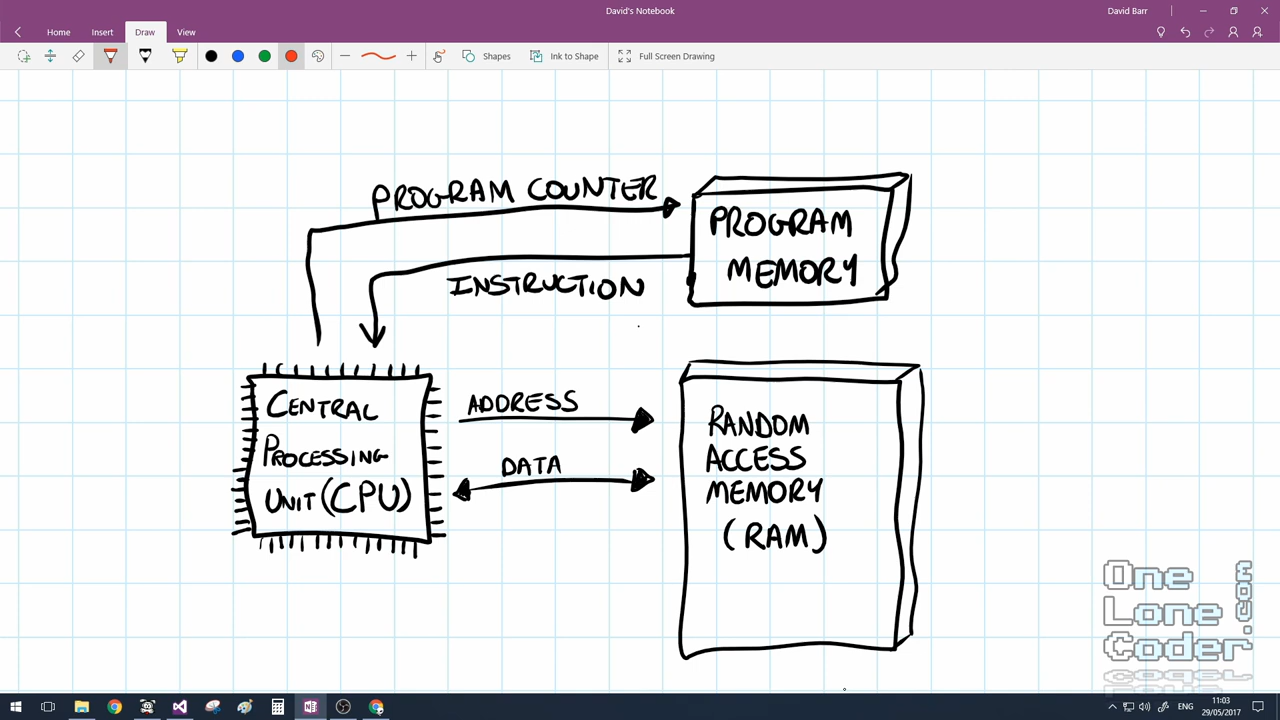 David's Notebook
David Barr
Home Insert Draw View
Shapes Ink to Shape Full Screen Drawing
PROGRAM COUNTER
PROGRAM
MEMORY
INSTRUCTION
CENTRAL
PROCESSING
UNIT (CPU)
ADDRESS
DATA
RANDOM
ACCESS
MEMORY
(RAM)
One
Lone
Coder
.com
ENG
11:03
29/05/2017